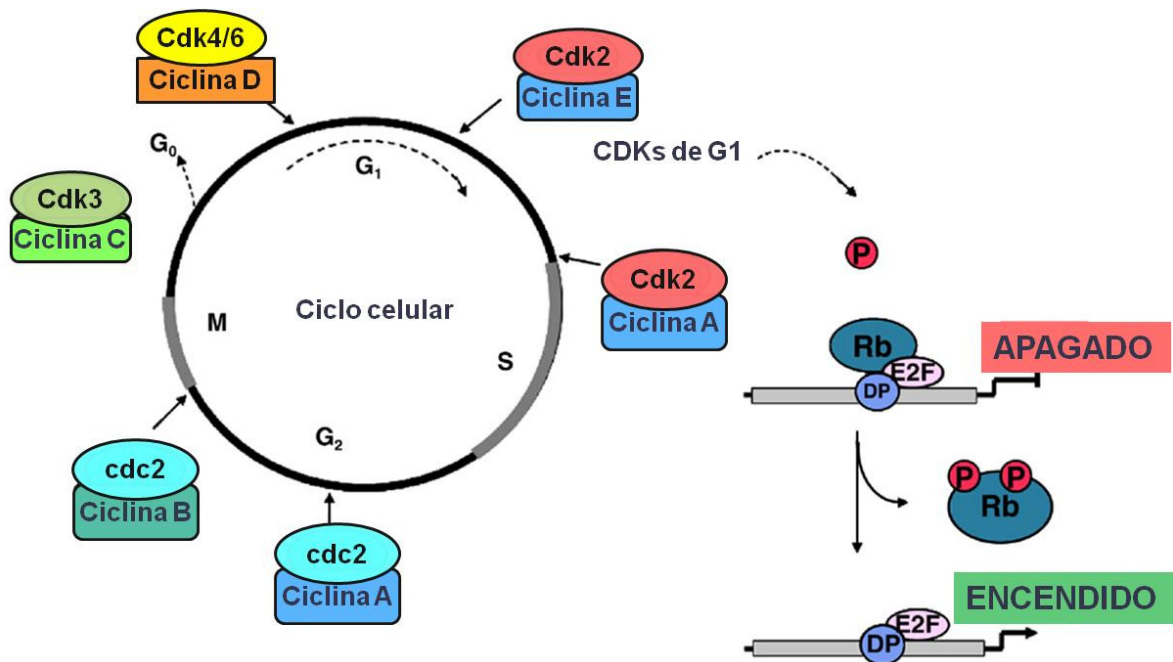 Cdk4/6
Ciclina D
Cdk2
Ciclina E
CDKs de G1
G₀
G₁
Cdk3
Ciclina C
Cdk2
Ciclina A
Ciclo celular
M
S
G₂
cdc2
Ciclina B
cdc2
Ciclina A
P
Rb
E2F
DP
APAGADO
P
P
Rb
ENCENDIDO
E2F
DP